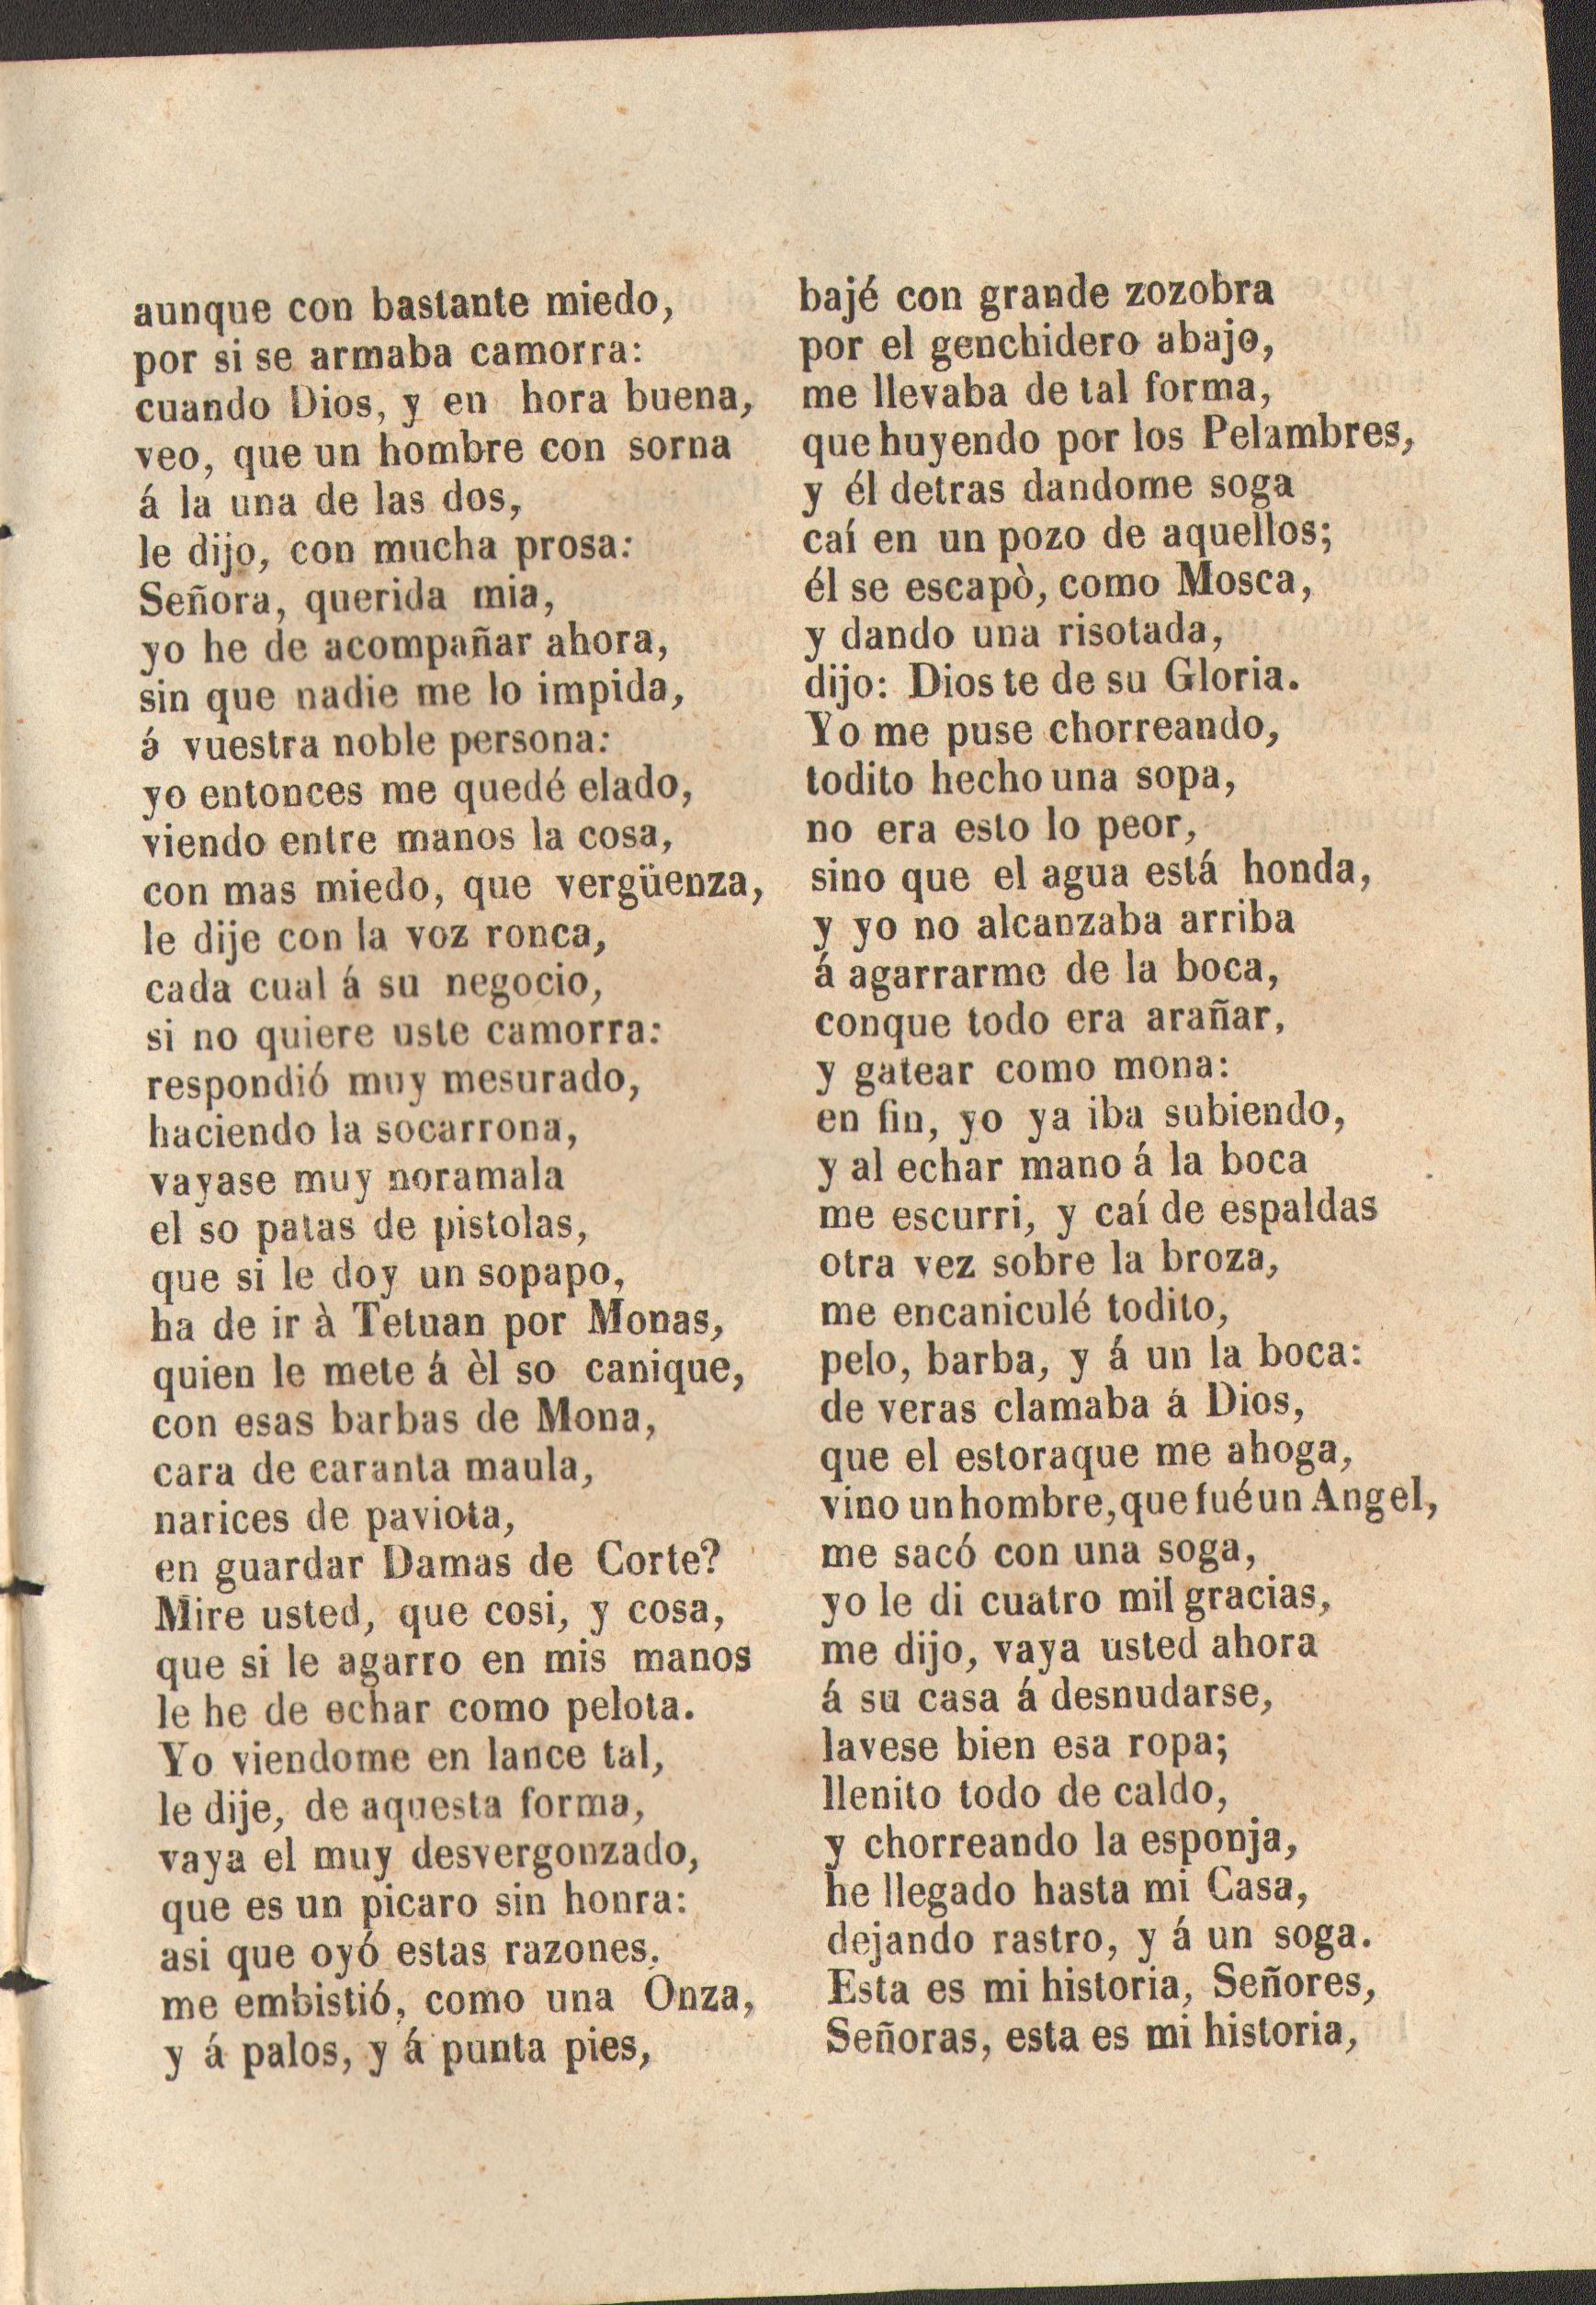 aunque con bastante miedo,
por si se armaba camorra:
cuando Dios, y en hora buena,
veo, que un hombre con sorna
á la una de las dos,
le dijo, con mucha prosa:
Señora, querida mia,
yo he de acompañar ahora,
sin que nadie me lo impida,
á vuestra noble persona:
yo entonces me quedé elado,
viendo entre manos la cosa,
con mas miedo, que vergüenza,
le dije con la voz ronca,
cada cual á su negocio,
si no quiere uste camorra:
respondió muy mesurado,
haciendo la socarrona,
vayase muy noramala
el so patas de pistolas,
que si le doy un sopapo,
ha de ir à Tetuan por Monas,
quien le mete á èl so canique,
con esas barbas de Mona,
cara de caranta maula,
narices de paviota,
en guardar Damas de Corte?
Mire usted, que cosi, y cosa,
que si le agarro en mis manos
le he de echar como pelota.
Yo viendome en lance tal,
le dije, de aquesta forma,
vaya el muy desvergonzado,
que es un picaro sin honra:
asi que oyó estas razones,
me embistió, como una Onza,
y á palos, y á punta pies,
bajé con grande zozobra
por el genchidero abajo,
me llevaba de tal forma,
que huyendo por los Pelambres,
y él detras dandome soga
caí en un pozo de aquellos;
él se escapò, como Mosca,
y dando una risotada,
dijo: Dios te de su Gloria.
Yo me puse chorreando,
todito hecho una sopa,
no era esto lo peor,
sino que el agua está honda,
y yo no alcanzaba arriba
á agarrarme de la boca,
conque todo era arañar,
y gatear como mona:
en fin, yo ya iba subiendo,
y al echar mano á la boca
me escurri, y caí de espaldas
otra vez sobre la broza,
me encaniculé todito,
pelo, barba, y á un la boca:
de veras clamaba á Dios,
que el estoraque me ahoga,
vino un hombre, que fué un Angel,
me sacó con una soga,
yo le di cuatro mil gracias,
me dijo, vaya usted ahora
á su casa á desnudarse,
lavese bien esa ropa;
llenito todo de caldo,
y chorreando la esponja,
he llegado hasta mi Casa,
dejando rastro, y á un soga.
Esta es mi historia, Señores,
Señoras, esta es mi historia,